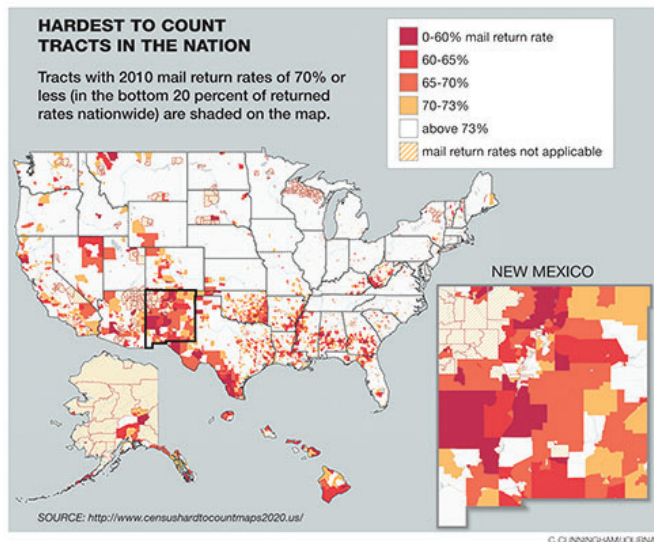 HARDEST TO COUNT
TRACTS IN THE NATION
Tracts with 2010 mail return rates of 70% or
less (in the bottom 20 percent of returned
rates nationwide) are shaded on the map.
0-60% mail return rate
60-65%
65-70%
70-73%
above 73%
mail return rates not applicable
NEW MEXICO
SOURCE: http://www.censushardtocountmaps2020.us/
C.CUNNINGHAM/JOURNA